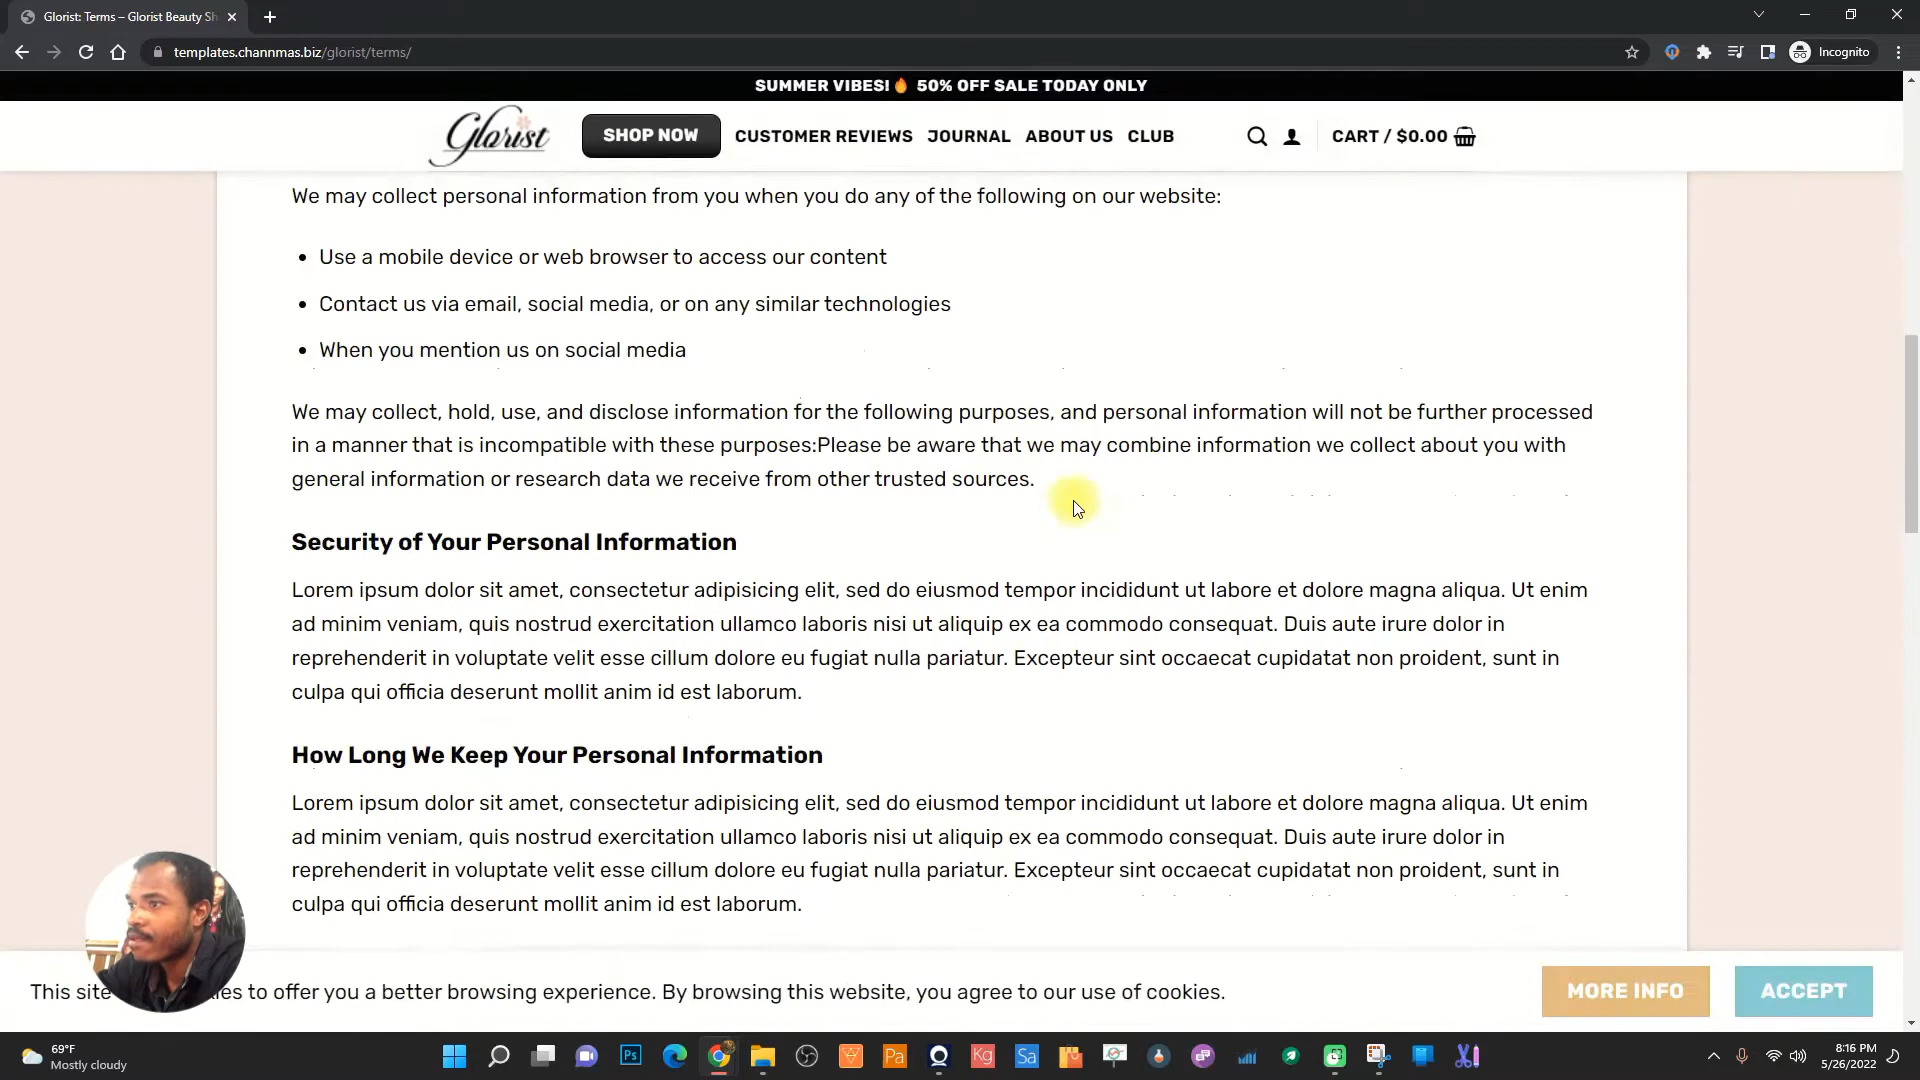 Glorist: Terms – Glorist Beauty Sh
templates.channmas.biz/glorist/terms/
Incognito
SUMMER VIBES!🔥 50% OFF SALE TODAY ONLY
Glorist
SHOP NOW
CUSTOMER REVIEWS
JOURNAL
ABOUT US
CLUB
CART / $0.00
We may collect personal information from you when you do any of the following on our website:
• Use a mobile device or web browser to access our content
• Contact us via email, social media, or on any similar technologies
• When you mention us on social media
We may collect, hold, use, and disclose information for the following purposes, and personal information will not be further processed
in a manner that is incompatible with these purposes:Please be aware that we may combine information we collect about you with
general information or research data we receive from other trusted sources.
Security of Your Personal Information
Lorem ipsum dolor sit amet, consectetur adipisicing elit, sed do eiusmod tempor incididunt ut labore et dolore magna aliqua. Ut enim
ad minim veniam, quis nostrud exercitation ullamco laboris nisi ut aliquip ex ea commodo consequat. Duis aute irure dolor in
reprehenderit in voluptate velit esse cillum dolore eu fugiat nulla pariatur. Excepteur sint occaecat cupidatat non proident, sunt in
culpa qui officia deserunt mollit anim id est laborum.
How Long We Keep Your Personal Information
Lorem ipsum dolor sit amet, consectetur adipisicing elit, sed do eiusmod tempor incididunt ut labore et dolore magna aliqua. Ut enim
ad minim veniam, quis nostrud exercitation ullamco laboris nisi ut aliquip ex ea commodo consequat. Duis aute irure dolor in
reprehenderit in voluptate velit esse cillum dolore eu fugiat nulla pariatur. Excepteur sint occaecat cupidatat non proident, sunt in
culpa qui officia deserunt mollit anim id est laborum.
This site to offer you a better browsing experience. By browsing this website, you agree to our use of cookies.
MORE INFO
ACCEPT
69°F
Mostly cloudy
Ps
Pa
Kg
Sa
8:16 PM
5/26/2022